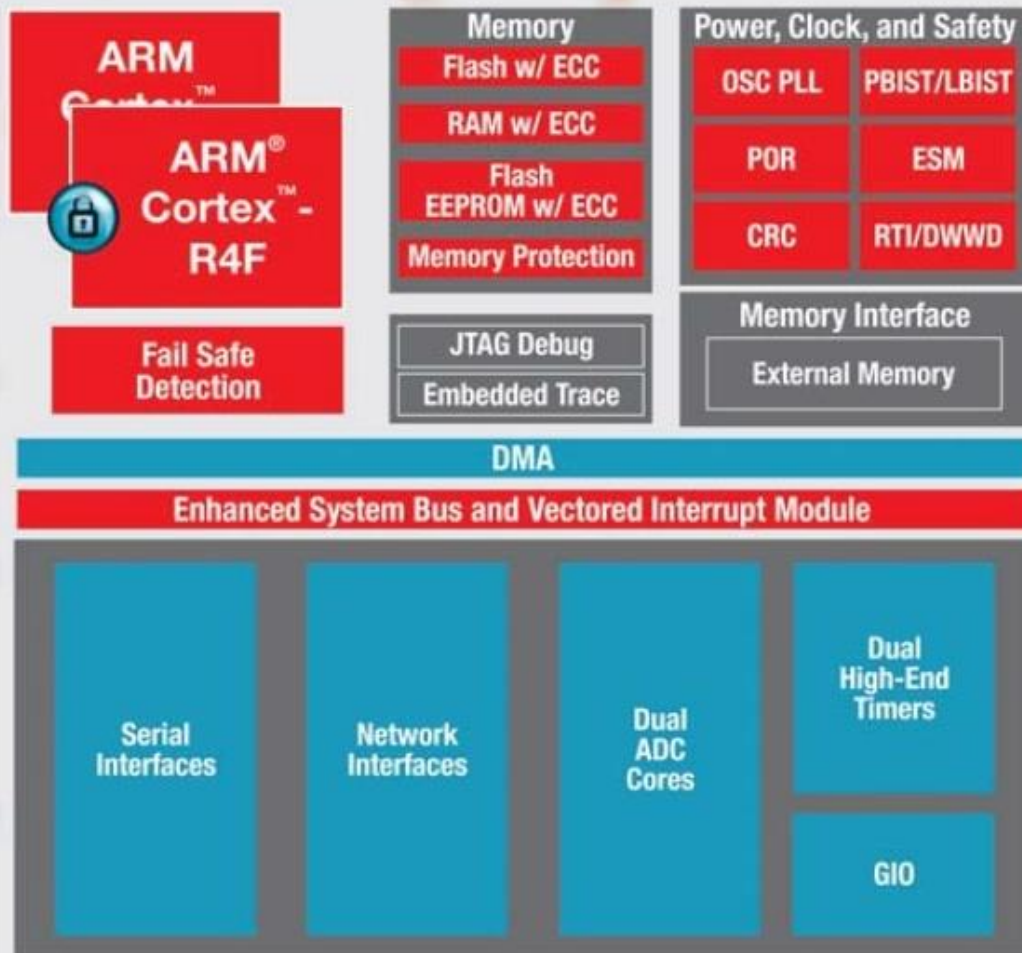 ARM
Cortex™
ARM®
Cortex™-
R4F
Fail Safe
Detection
Memory
Flash w/ ECC
RAM w/ ECC
Flash
EEPROM w/ ECC
Memory Protection
JTAG Debug
Embedded Trace
Power, Clock, and Safety
OSC PLL
PBIST/LBIST
POR
ESM
CRC
RTI/DWWD
Memory Interface
External Memory
DMA
Enhanced System Bus and Vectored Interrupt Module
Serial
Interfaces
Network
Interfaces
Dual
ADC
Cores
Dual
High-End
Timers
GIO